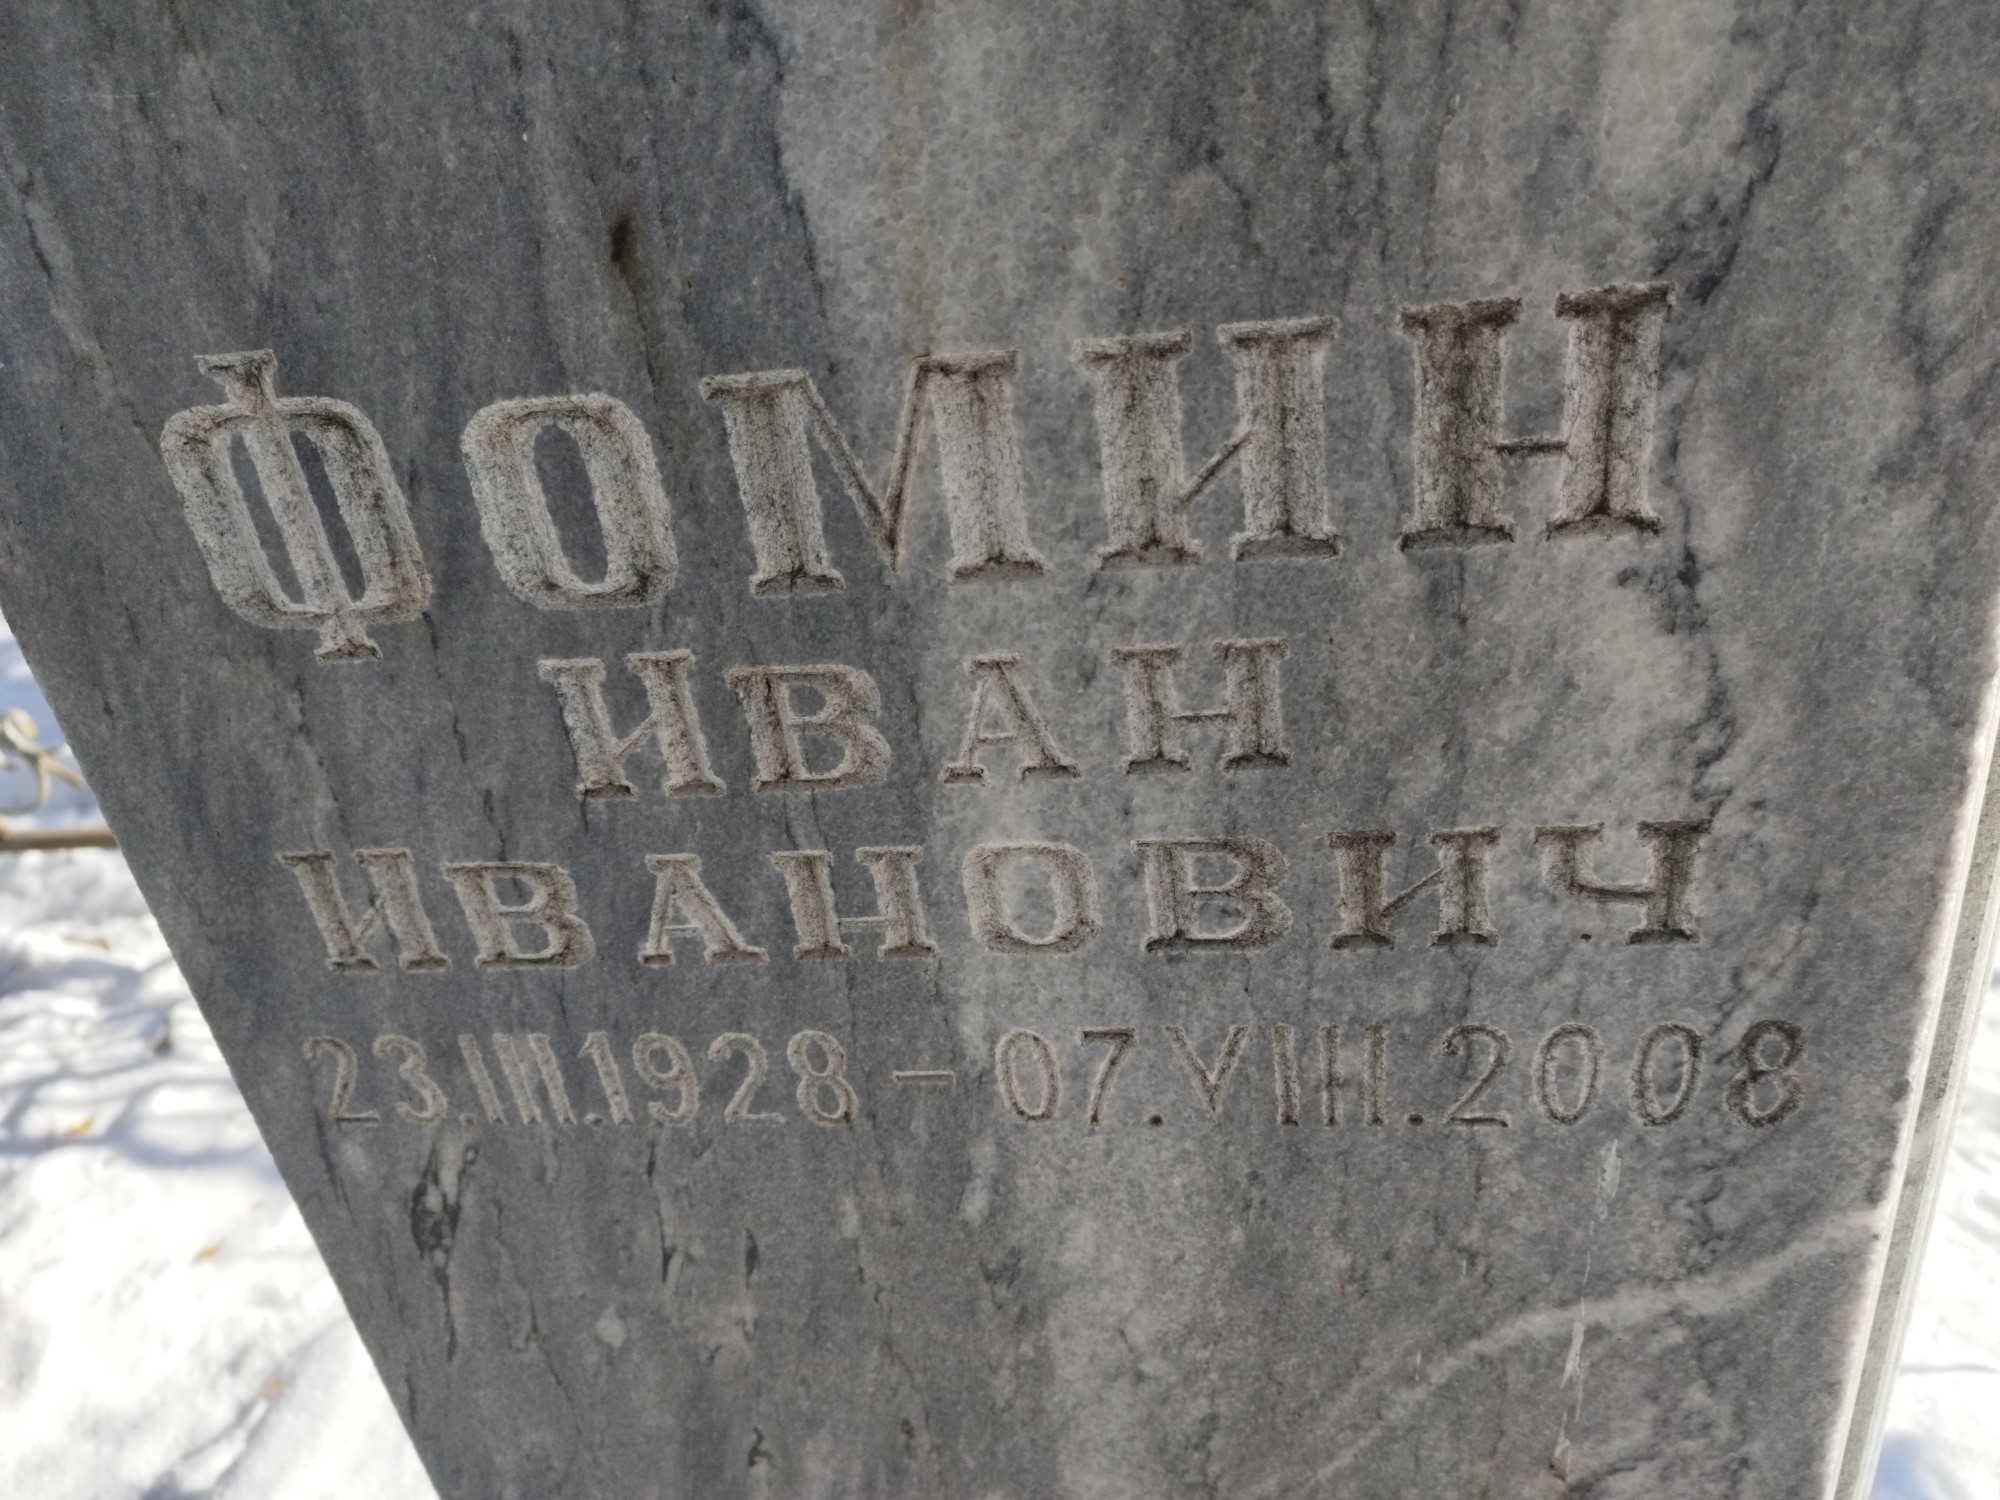 ФОМИН
ИВАН
ИВАНОВИЧ
23.III.1928 – 07.VIII.2008